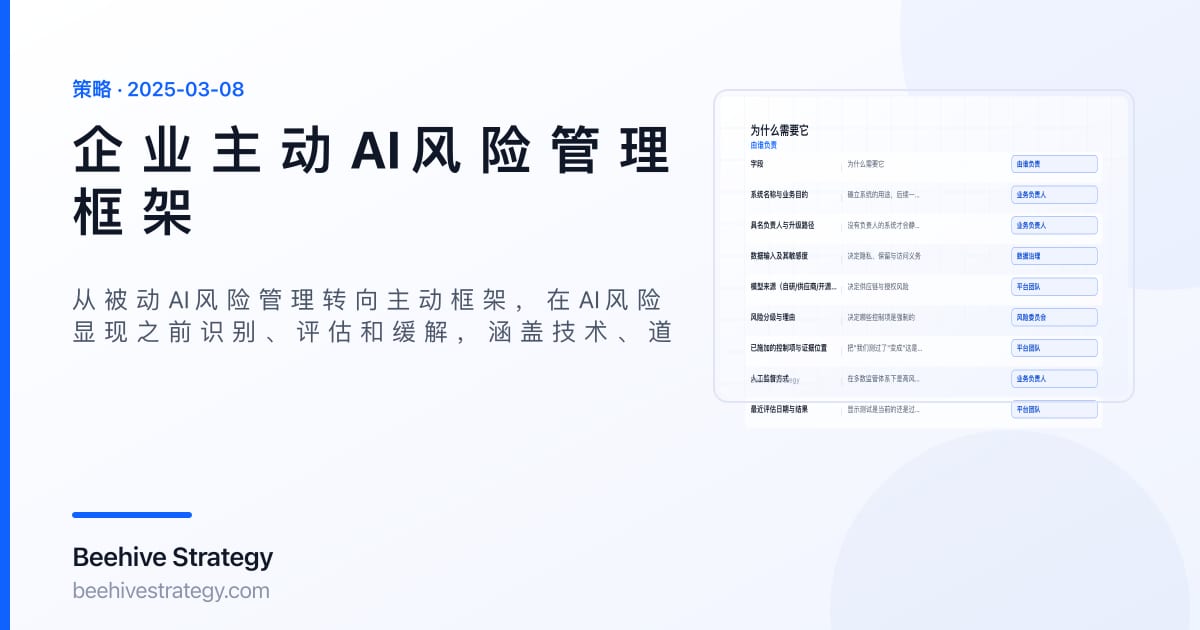 策略 · 2025-03-08
企业主动AI风险管理
框架
从被动AI风险管理转向主动框架，在AI风险
显现之前识别、评估和缓解，涵盖技术、道
Beehive Strategy
beehivestrategy.com
为什么需要它
由谁负责
字段 为什么需要它 由谁负责
系统名称与业务目的 确立系统的用途，后续一... 业务负责人
具名负责人与升级路径 没有负责人的系统才会静... 业务负责人
数据输入及其敏感度 决定隐私、保留与访问义务 数据治理
模型来源（自研/供应商/开源... 决定供应链与授权风险 平台团队
风险分级与理由 决定哪些控制项是强制的 风险委员会
已施加的控制项与证据位置 把“我们测过了”变成“这是... 平台团队
人工监督方式 在多数监管体系下是高风... 业务负责人
最近评估日期与结果 显示测试是当前的还是过... 平台团队